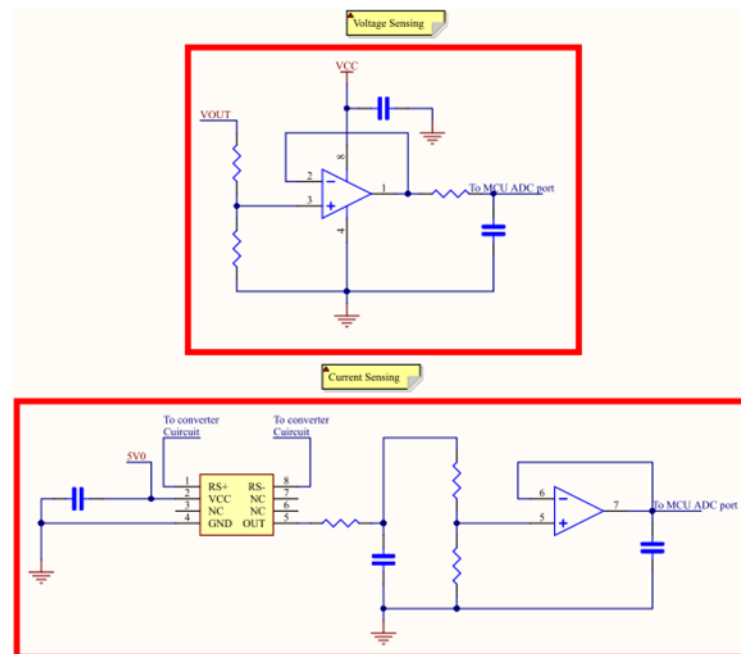 Voltage Sensing
VCC
VOUT
8
2
1
To MCU ADC port
3
4
Current Sensing
To converter
Cuircuit
To converter
Cuircuit
5V0
1 RS+ RS- 8
2 VCC NC 7
3 NC NC 6
4 GND OUT 5
6
7
To MCU ADC port
5